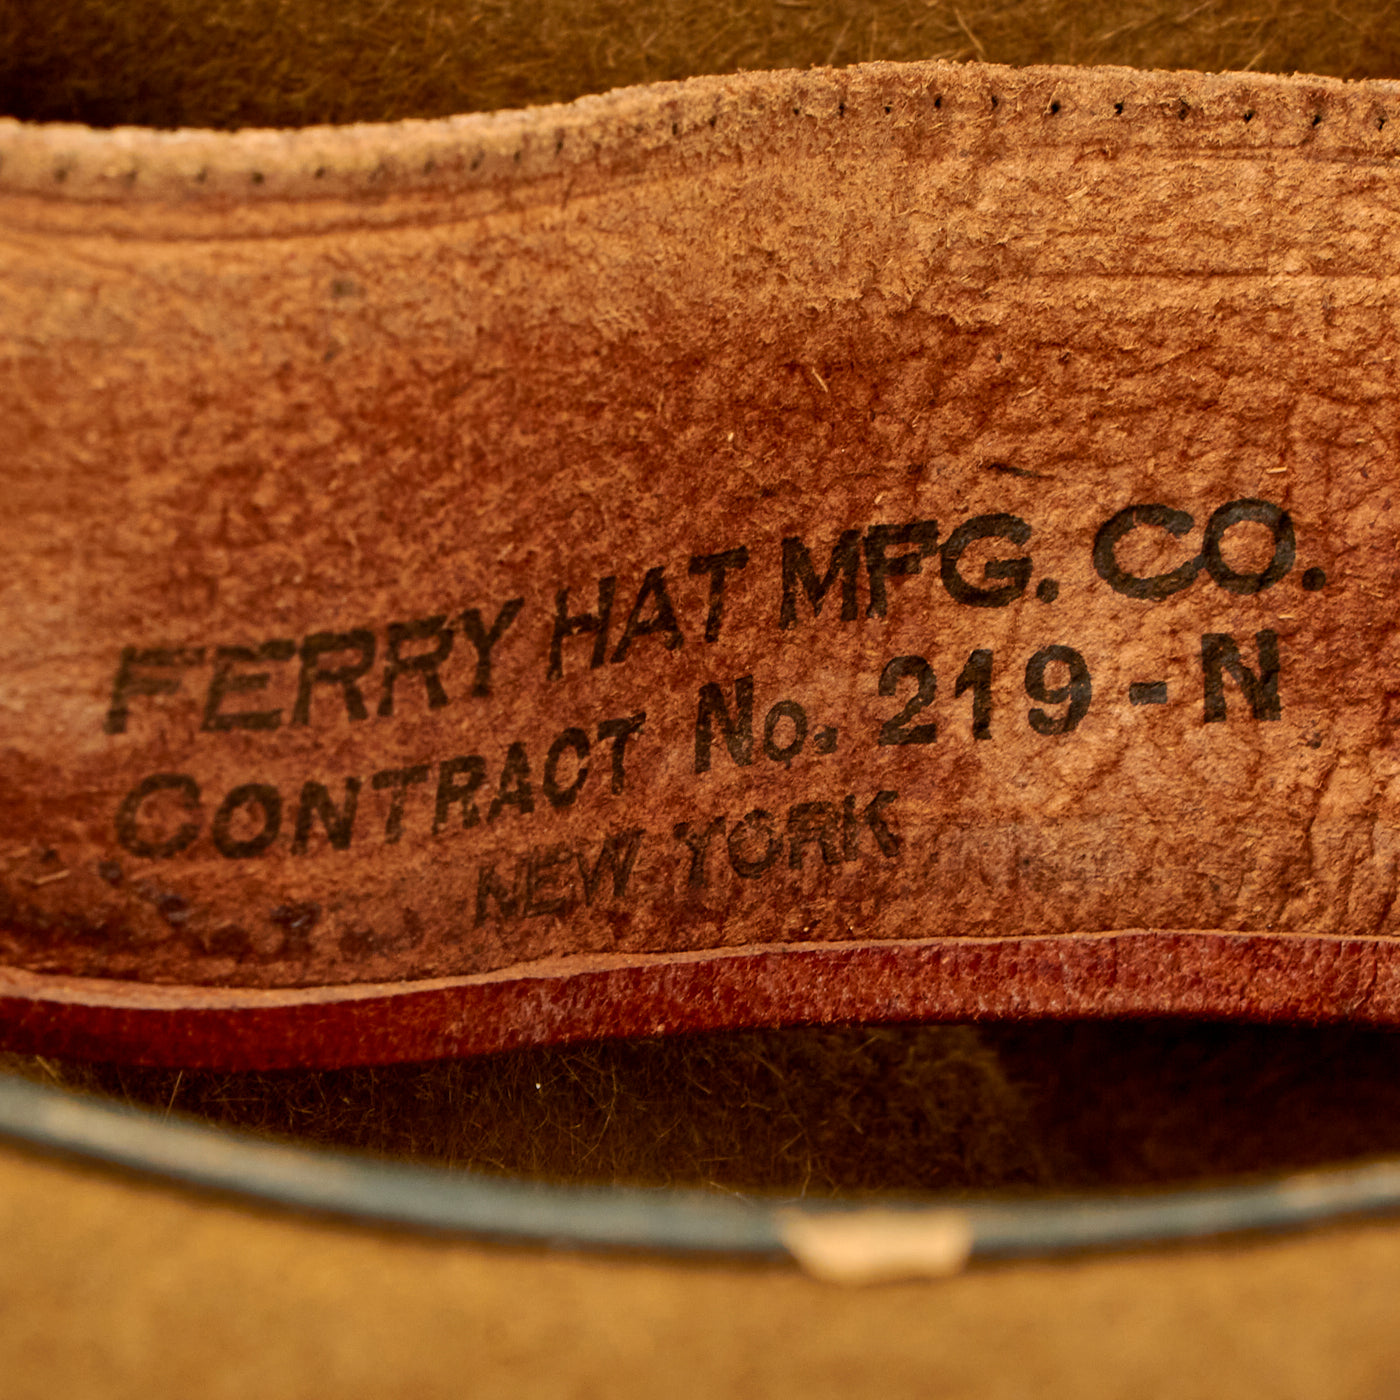 FERRY HAT MFG. CO.
CONTRACT No. 219-N
NEW YORK